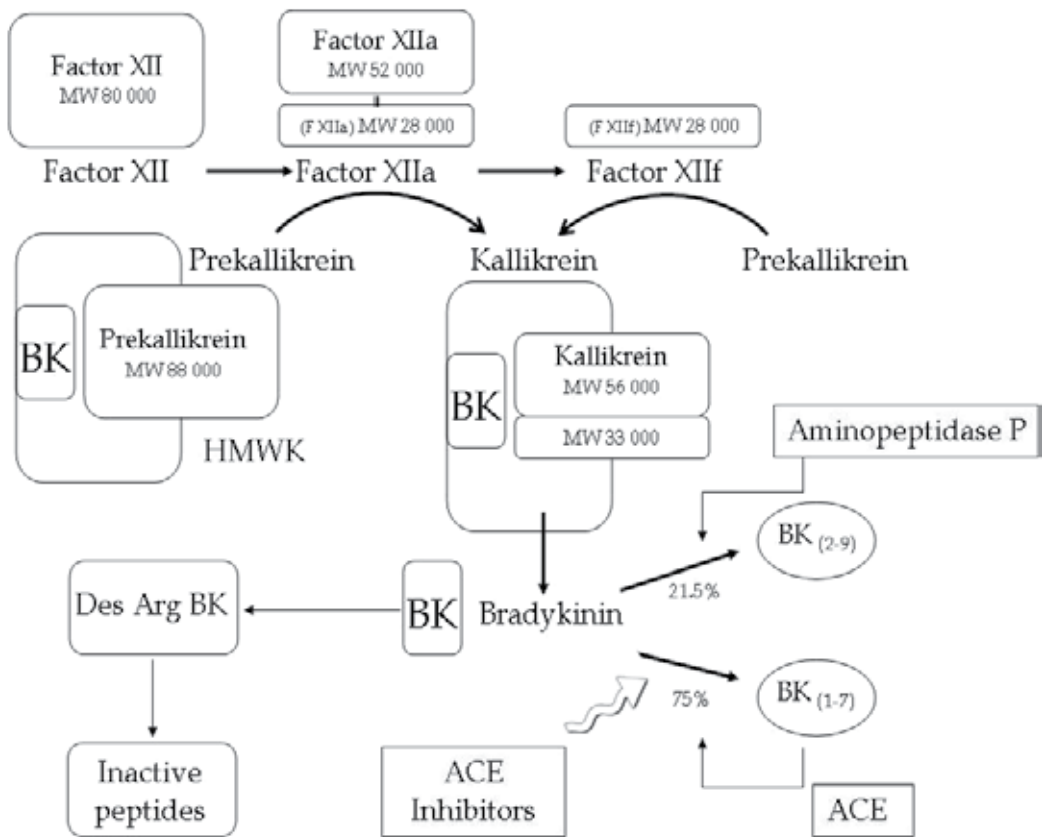 Factor XII
MW 80 000
Factor XIIa
MW 52 000
(F XIIa) MW 28 000
(F XIIf) MW 28 000
Factor XII
Factor XIIa
Factor XIIf
Prekallikrein
Kallikrein
Prekallikrein
BK
Prekallikrein
MW 88 000
HMWK
BK
Kallikrein
MW 56 000
MW 33 000
Aminopeptidase P
BK (2-9)
21.5%
Des Arg BK
BK
Bradykinin
75%
BK (1-7)
Inactive
peptides
ACE
Inhibitors
ACE